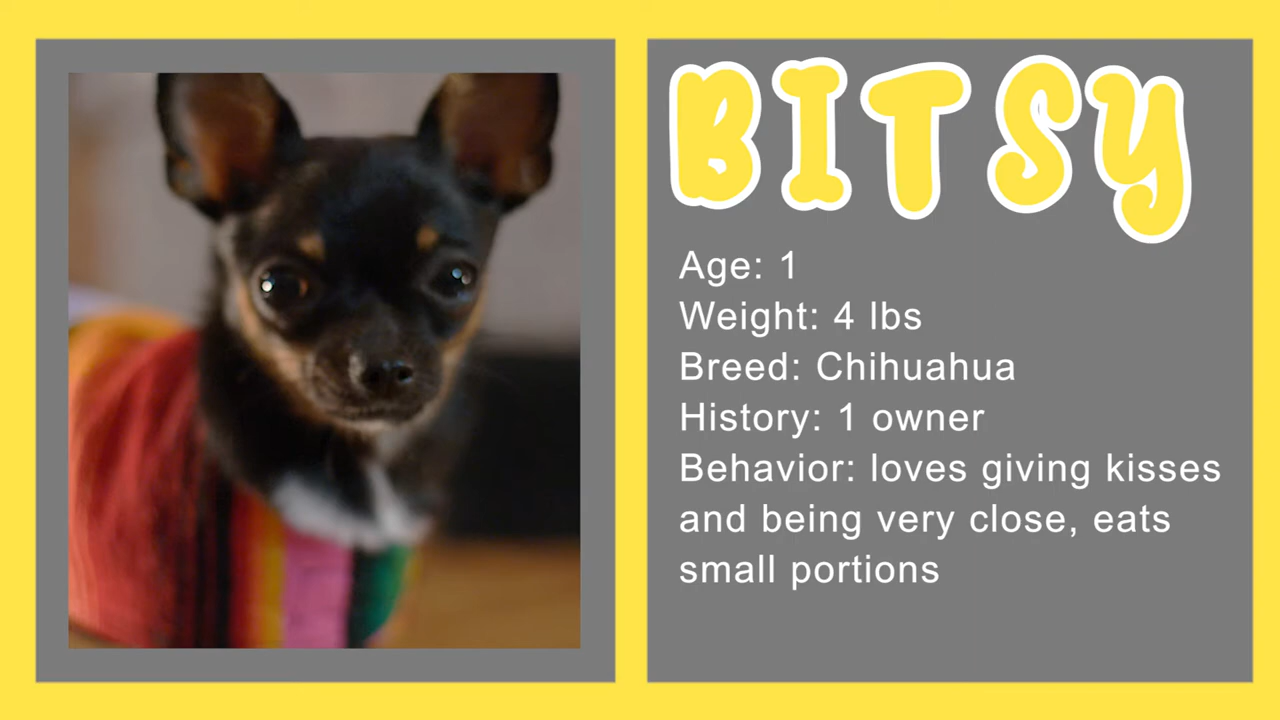 BITSY
Age: 1
Weight: 4 lbs
Breed: Chihuahua
History: 1 owner
Behavior: loves giving kisses
and being very close, eats
small portions